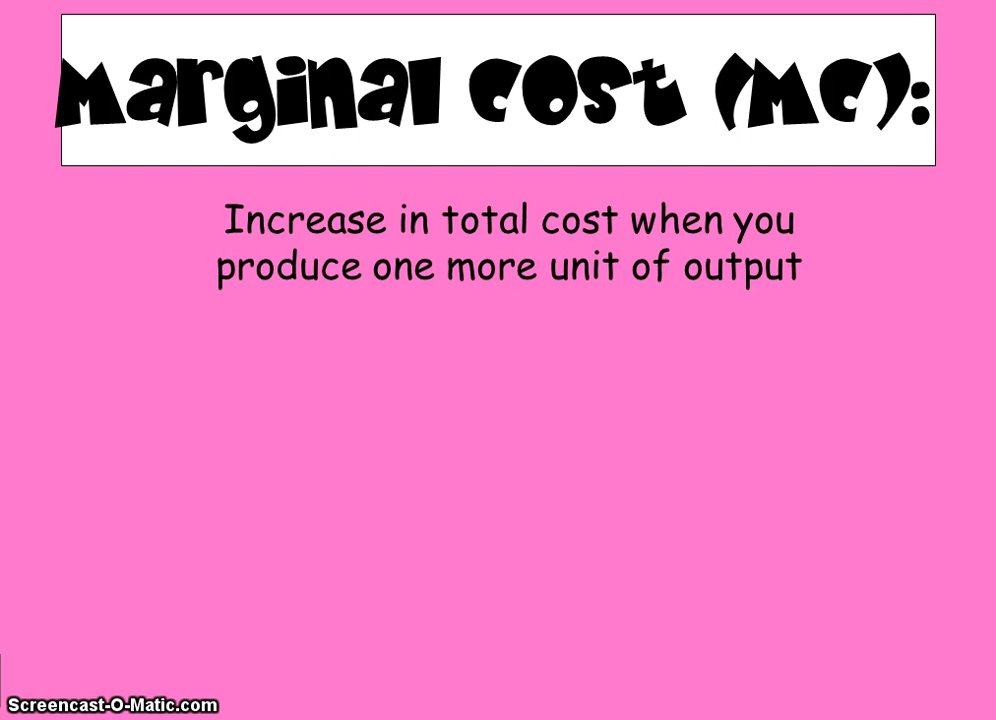 Marginal Cost (MC):
Increase in total cost when you
produce one more unit of output
Screencast-O-Matic.com